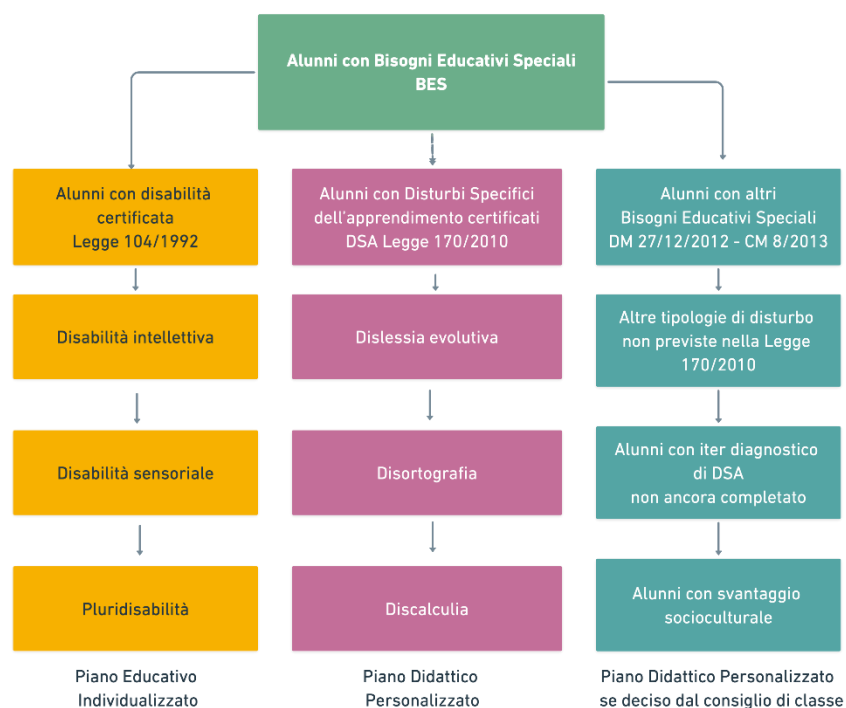 Alunni con Bisogni Educativi Speciali
BES
Alunni con disabilità
certificata
Legge 104/1992
Disabilità intellettiva
Disabilità sensoriale
Pluridisabilità
Piano Educativo
Individualizzato
Alunni con Disturbi Specifici
dell'apprendimento certificati
DSA Legge 170/2010
Dislessia evolutiva
Disortografia
Discalculia
Piano Didattico
Personalizzato
Alunni con altri
Bisogni Educativi Speciali
DM 27/12/2012 - CM 8/2013
Altre tipologie di disturbo
non previste nella Legge
170/2010
Alunni con iter diagnostico
di DSA
non ancora completato
Alunni con svantaggio
socioculturale
Piano Didattico Personalizzato
se deciso dal consiglio di classe